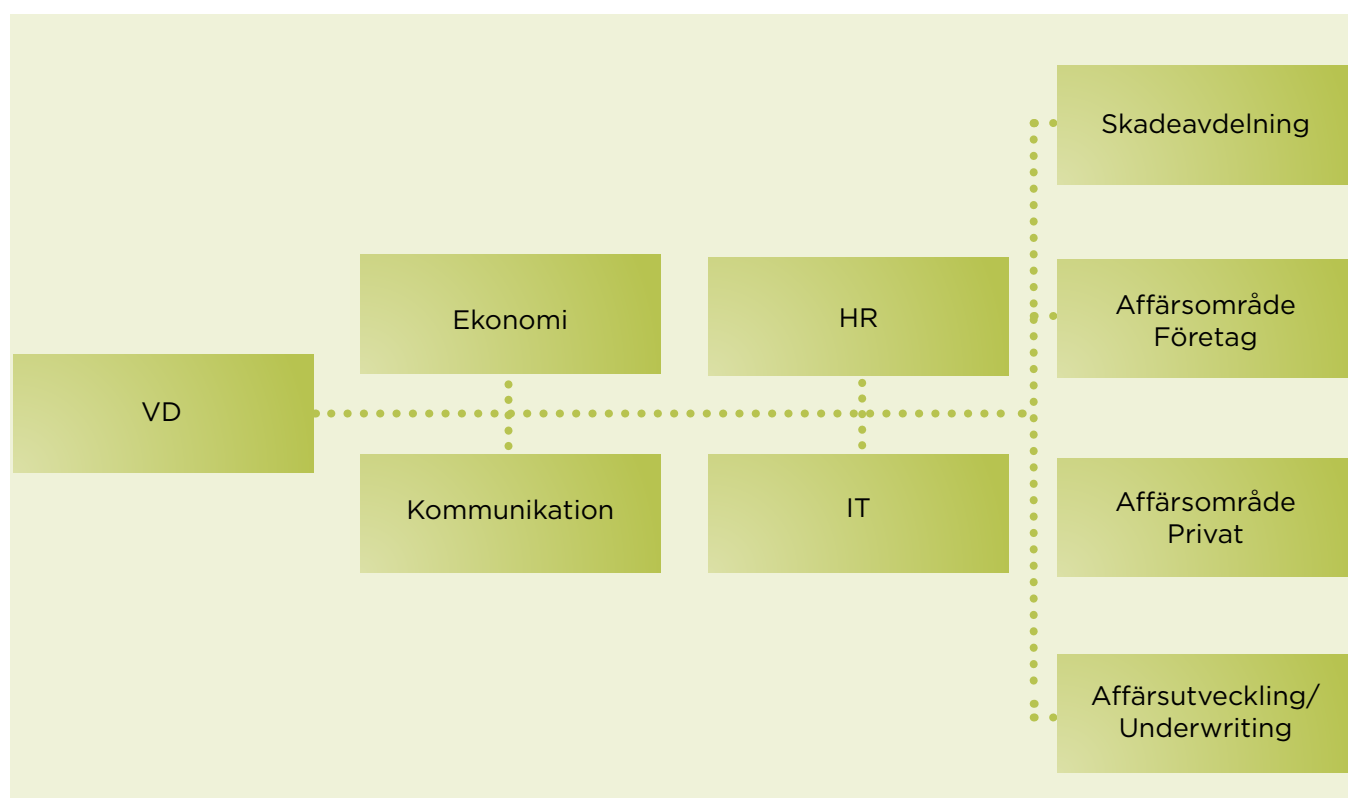 VD
Ekonomi
Kommunikation
HR
IT
Skadeavdelning
Affärsområde
Företag
Affärsområde
Privat
Affärsutveckling/
Underwriting